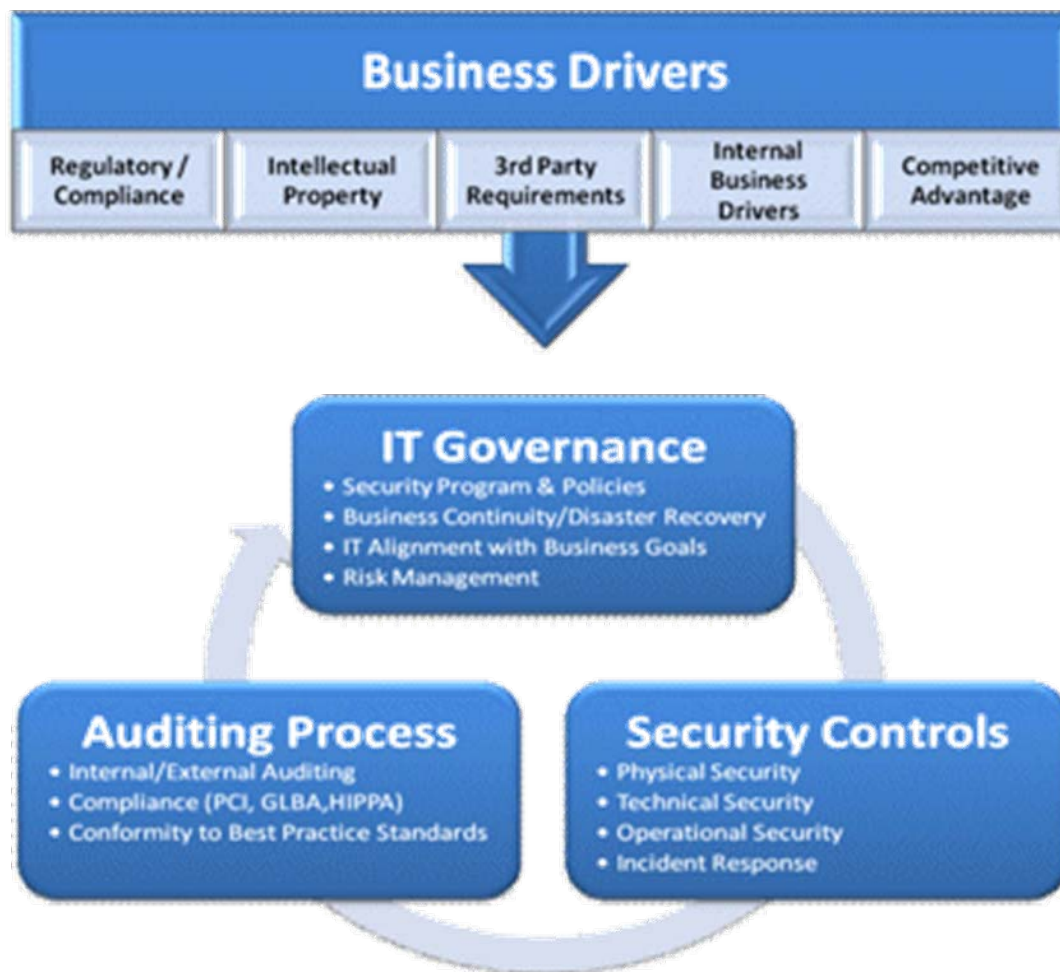 Business Drivers
Regulatory /
Compliance
Intellectual
Property
3rd Party
Requirements
Internal
Business
Drivers
Competitive
Advantage
IT Governance
• Security Program & Policies
• Business Continuity/Disaster Recovery
• IT Alignment with Business Goals
• Risk Management
Auditing Process
• Internal/External Auditing
• Compliance (PCI, GLBA,HIPPA)
• Conformity to Best Practice Standards
Security Controls
• Physical Security
• Technical Security
• Operational Security
• Incident Response